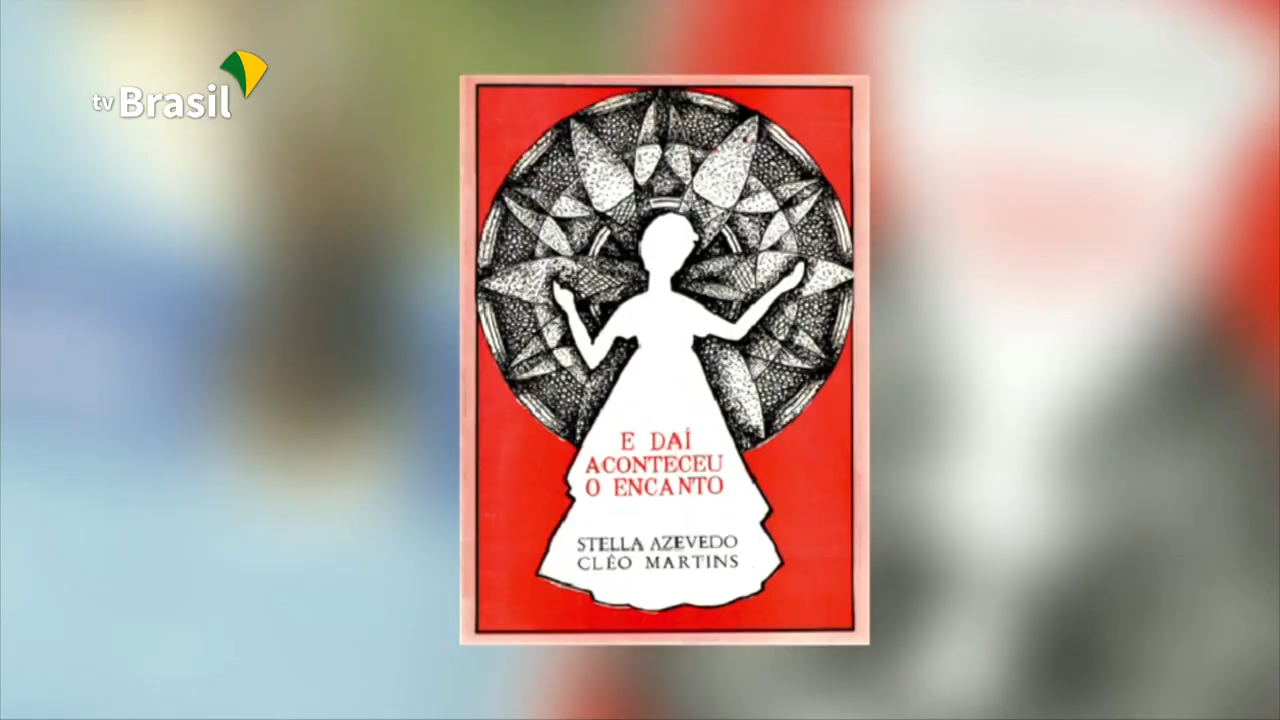 tv Brasil
E DAÍ
ACONTECEU
O ENCANTO
STELLA AZEVEDO
CLÉO MARTINS